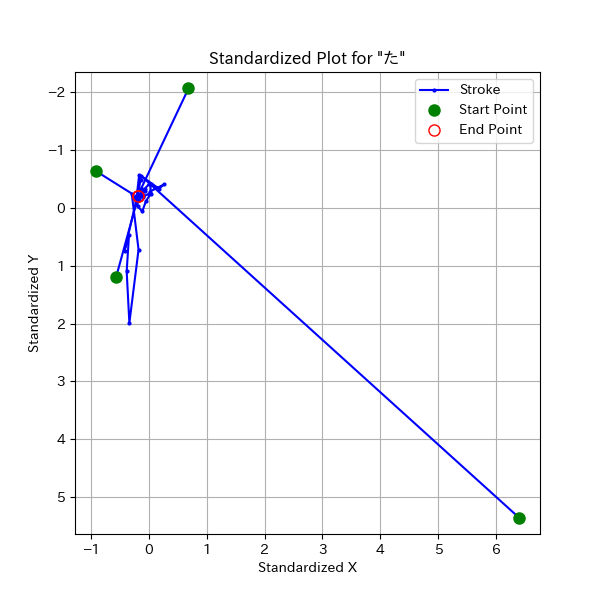 Standardized Plot for "た"
Stroke
Start Point
End Point
Standardized Y
−2
−1
0
1
2
3
4
5
−1 0 1 2 3 4 5 6
Standardized X